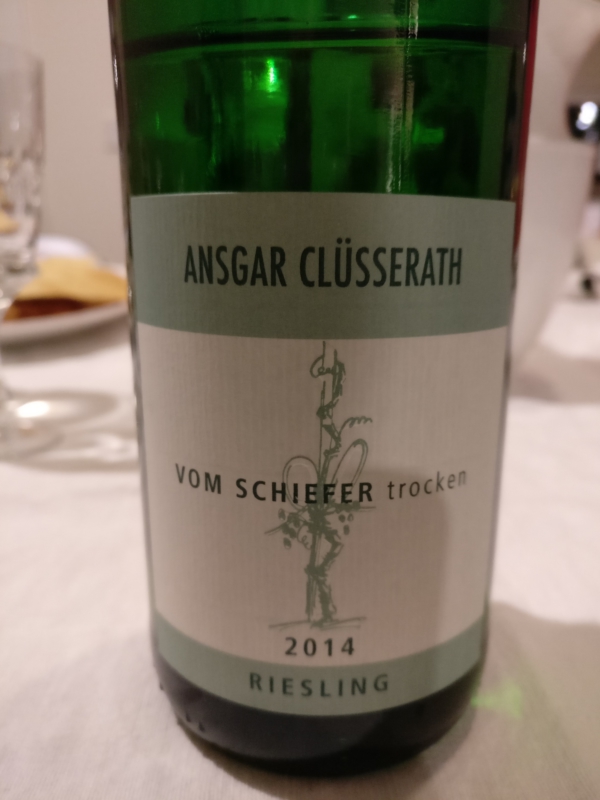 ANSGAR CLÜSSERATH
VOM SCHIEFER trocken
2014
RIESLING